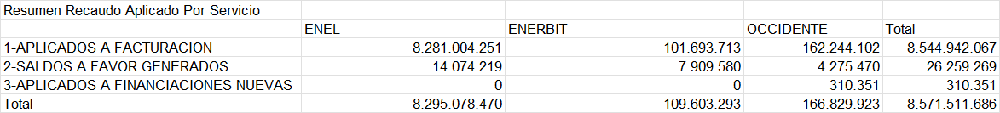 Resumen Recaudo Aplicado Por Servicio
ENEL ENERBIT OCCIDENTE Total
1-APLICADOS A FACTURACION 8.281.004.251 101.693.713 162.244.102 8.544.942.067
2-SALDOS A FAVOR GENERADOS 14.074.219 7.909.580 4.275.470 26.259.269
3-APLICADOS A FINANCIACIONES NUEVAS 0 0 310.351 310.351
Total 8.295.078.470 109.603.293 166.829.923 8.571.511.686